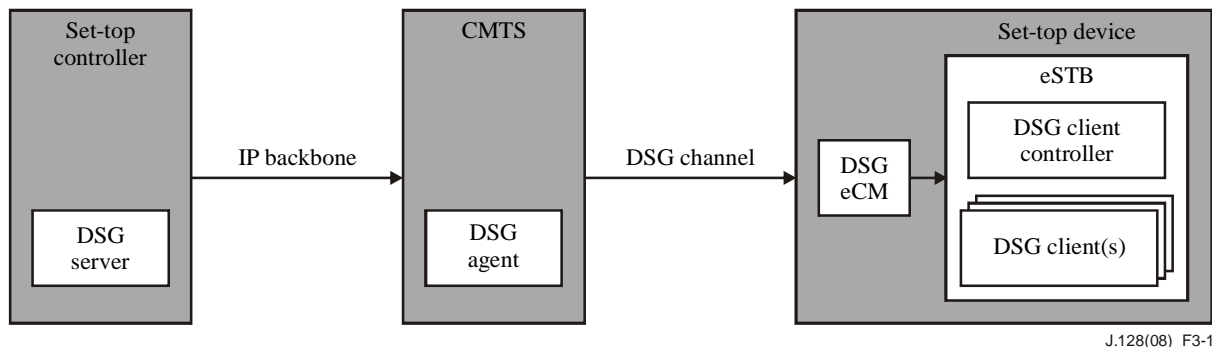 Set-top
controller
CMTS
Set-top device
eSTB
DSG client
controller
IP backbone
DSG channel
DSG
eCM
DSG
server
DSG
agent
DSG client(s)
J.128(08)_F3-1